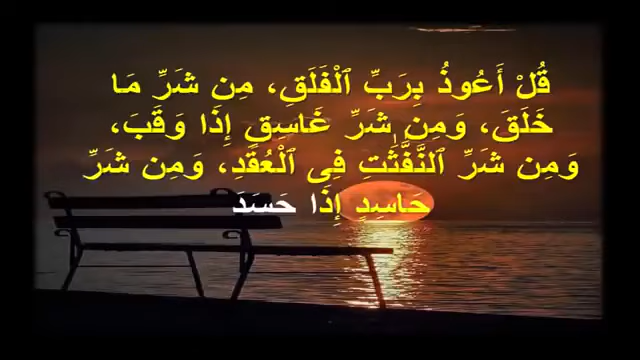 قُلْ أَعُوذُ بِرَبِّ ٱلْفَلَقِ، مِن شَرِّ مَا
خَلَقَ، وَمِن شَرِّ غَاسِقٍ إِذَا وَقَبَ،
وَمِن شَرِّ ٱلنَّفَّٰثَٰتِ فِى ٱلْعُقَدِ، وَمِن شَرِّ
حَاسِدٍ إِذَا حَسَدَ